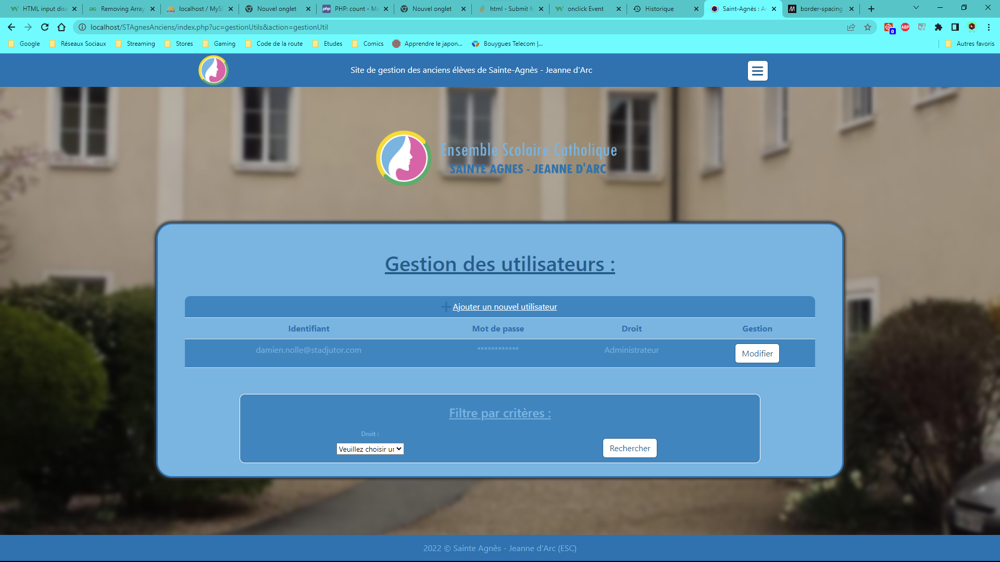 HTML input disa
Removing Array
localhost / MyS
Nouvel onglet
PHP: count - Ma
Nouvel onglet
html - Submit fo
onclick Event
Historique
Saint-Agnès : A
border-spacing
localhost/STAgnesAnciens/index.php?uc=gestionUtils&action=gestionUtil
0
ABP
Google
Réseaux Sociaux
Streaming
Stores
Gaming
Code de la route
Etudes
Comics
Apprendre le japon...
Bouygues Telecom |...
Autres favoris
Site de gestion des anciens élèves de Sainte-Agnès - Jeanne d'Arc
Ensemble Scolaire Catholique
SAINTE AGNES - JEANNE D'ARC
Gestion des utilisateurs :
Ajouter un nouvel utilisateur
Identifiant Mot de passe Droit Gestion
damien.nolle@stadjutor.com ************ Administrateur Modifier
Filtre par critères :
Droit :
Veuillez choisir ur
Rechercher
2022 © Sainte Agnès - Jeanne d'Arc (ESC)